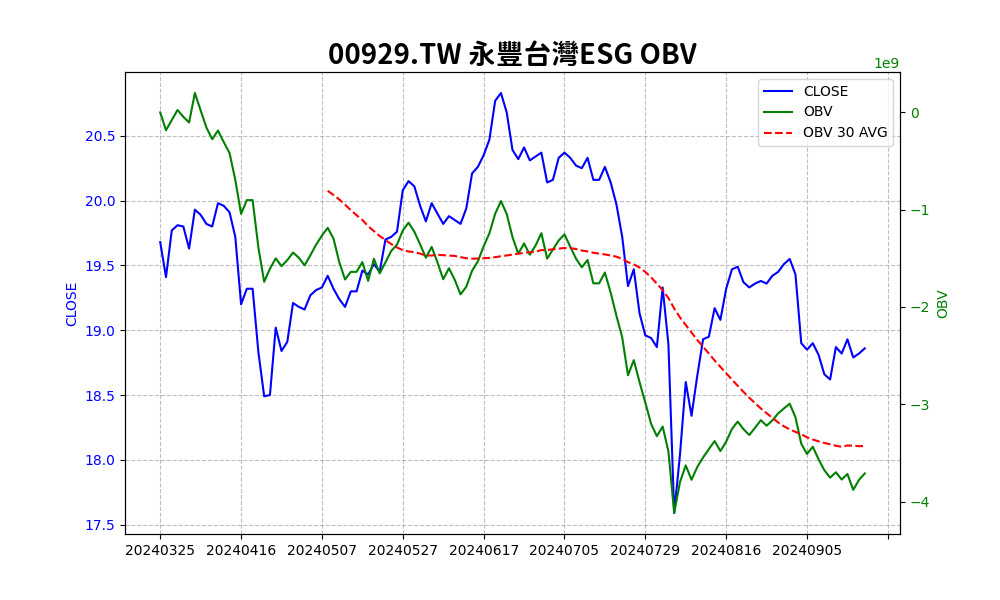 00929.TW 永豐台灣ESG OBV
1e9
CLOSE
OBV
OBV 30 AVG
20.5
20.0
19.5
19.0
18.5
18.0
17.5
CLOSE
0
−1
−2
−3
−4
OBV
20240325 20240416 20240507 20240527 20240617 20240705 20240729 20240816 20240905